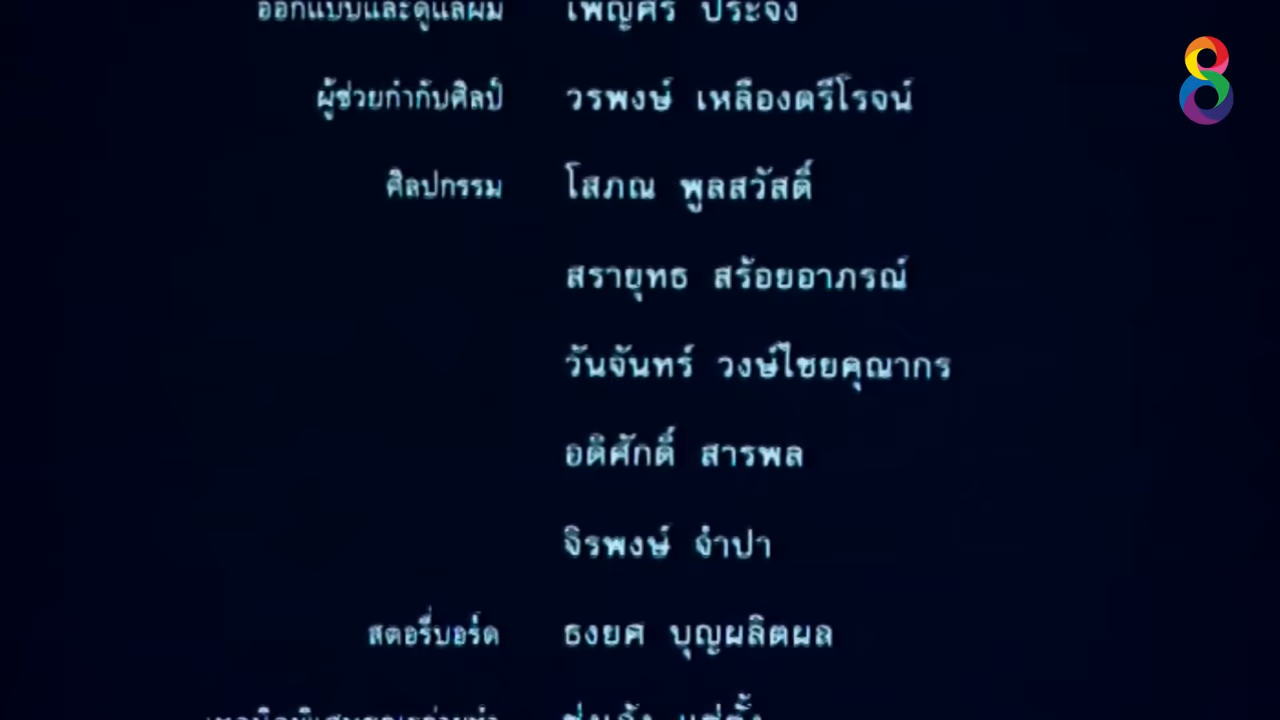 ออกแบบและดูแลผม เพ็ญศรี ประจง
ผู้ช่วยกำกับศิลป์ วรพงษ์ เหลืองตรีโรจน์
ศิลปกรรม โสภณ พูลสวัสดิ์
สรายุทธ สร้อยอาภรณ์
วันจันทร์ วงษ์ไชยคุณากร
อดิศักดิ์ สารพล
จิรพงษ์ จำปา
สตอรี่บอร์ด ธงยศ บุญผลิตผล
8